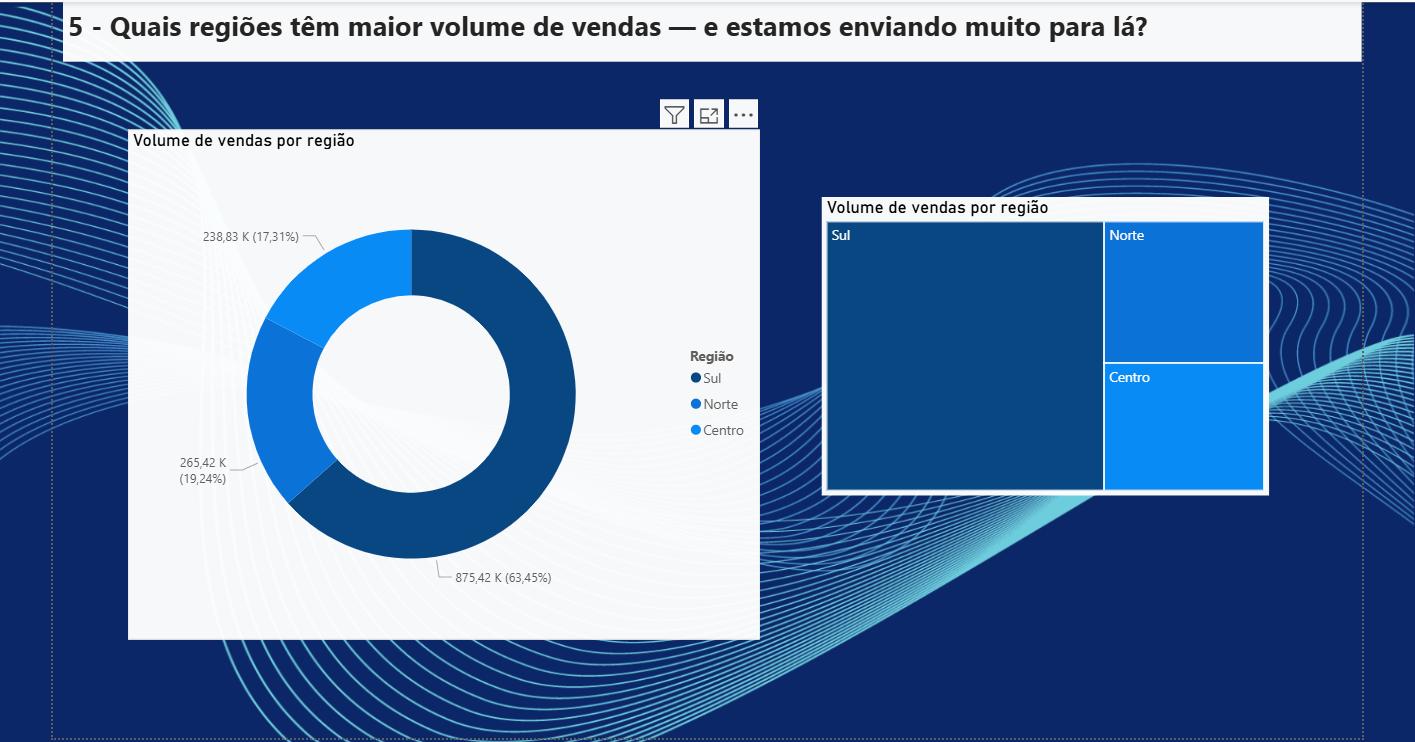 5 - Quais regiões têm maior volume de vendas — e estamos enviando muito para lá?
Volume de vendas por região
238,83 K (17,31%)
265,42 K
(19,24%)
875,42 K (63,45%)
Região
Sul
Norte
Centro
Volume de vendas por região
Sul
Norte
Centro